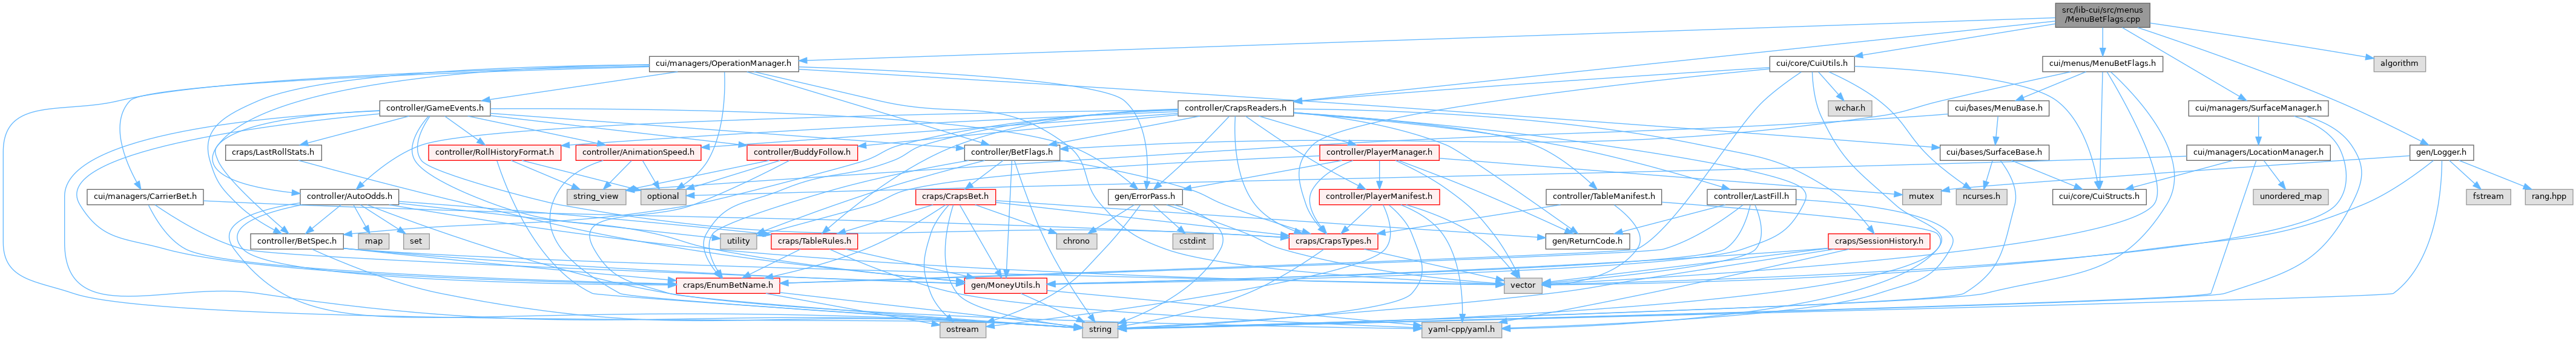 src/lib-cui/src/menus
/MenuBetFlags.cpp
cui/managers/OperationManager.h
cui/core/CuiUtils.h
cui/menus/MenuBetFlags.h
algorithm
controller/GameEvents.h
controller/CrapsReaders.h
wchar.h
cui/bases/MenuBase.h
cui/managers/SurfaceManager.h
craps/LastRollStats.h
controller/RollHistoryFormat.h
controller/AnimationSpeed.h
controller/BuddyFollow.h
controller/BetFlags.h
controller/PlayerManager.h
cui/bases/SurfaceBase.h
cui/managers/LocationManager.h
gen/Logger.h
cui/managers/CarrierBet.h
controller/AutoOdds.h
string_view
optional
craps/CrapsBet.h
gen/ErrorPass.h
controller/PlayerManifest.h
controller/TableManifest.h
controller/LastFill.h
mutex
ncurses.h
cui/core/CuiStructs.h
unordered_map
fstream
rang.hpp
controller/BetSpec.h
map
set
utility
craps/TableRules.h
chrono
cstdint
craps/CrapsTypes.h
gen/ReturnCode.h
craps/SessionHistory.h
craps/EnumBetName.h
gen/MoneyUtils.h
vector
ostream
string
yaml-cpp/yaml.h